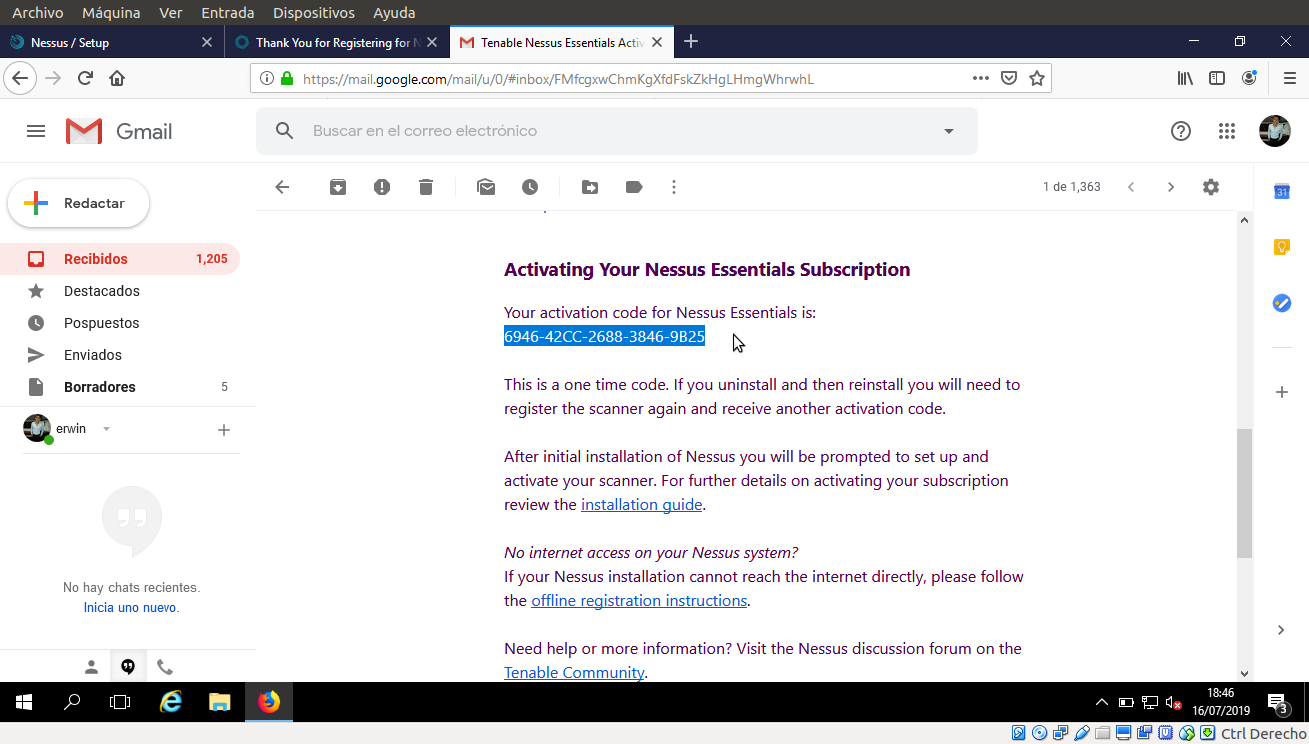 Archivo Máquina Ver Entrada Dispositivos Ayuda
Nessus / Setup
Thank You for Registering for N
Tenable Nessus Essentials Activ
https://mail.google.com/mail/u/0/#inbox/FMfcgxwChmKgXfdFskZkHgLHmgWhrwhL
Gmail
Buscar en el correo electrónico
Redactar
1 de 1,363
31
Recibidos 1,205
Destacados
Pospuestos
Enviados
Borradores 5
erwin
No hay chats recientes.
Inicia uno nuevo.
Activating Your Nessus Essentials Subscription
Your activation code for Nessus Essentials is:
6946-42CC-2688-3846-9B25
This is a one time code. If you uninstall and then reinstall you will need to
register the scanner again and receive another activation code.
After initial installation of Nessus you will be prompted to set up and
activate your scanner. For further details on activating your subscription
review the installation guide.
No internet access on your Nessus system?
If your Nessus installation cannot reach the internet directly, please follow
the offline registration instructions.
Need help or more information? Visit the Nessus discussion forum on the
Tenable Community.
18:46
16/07/2019
3
Ctrl Derecho